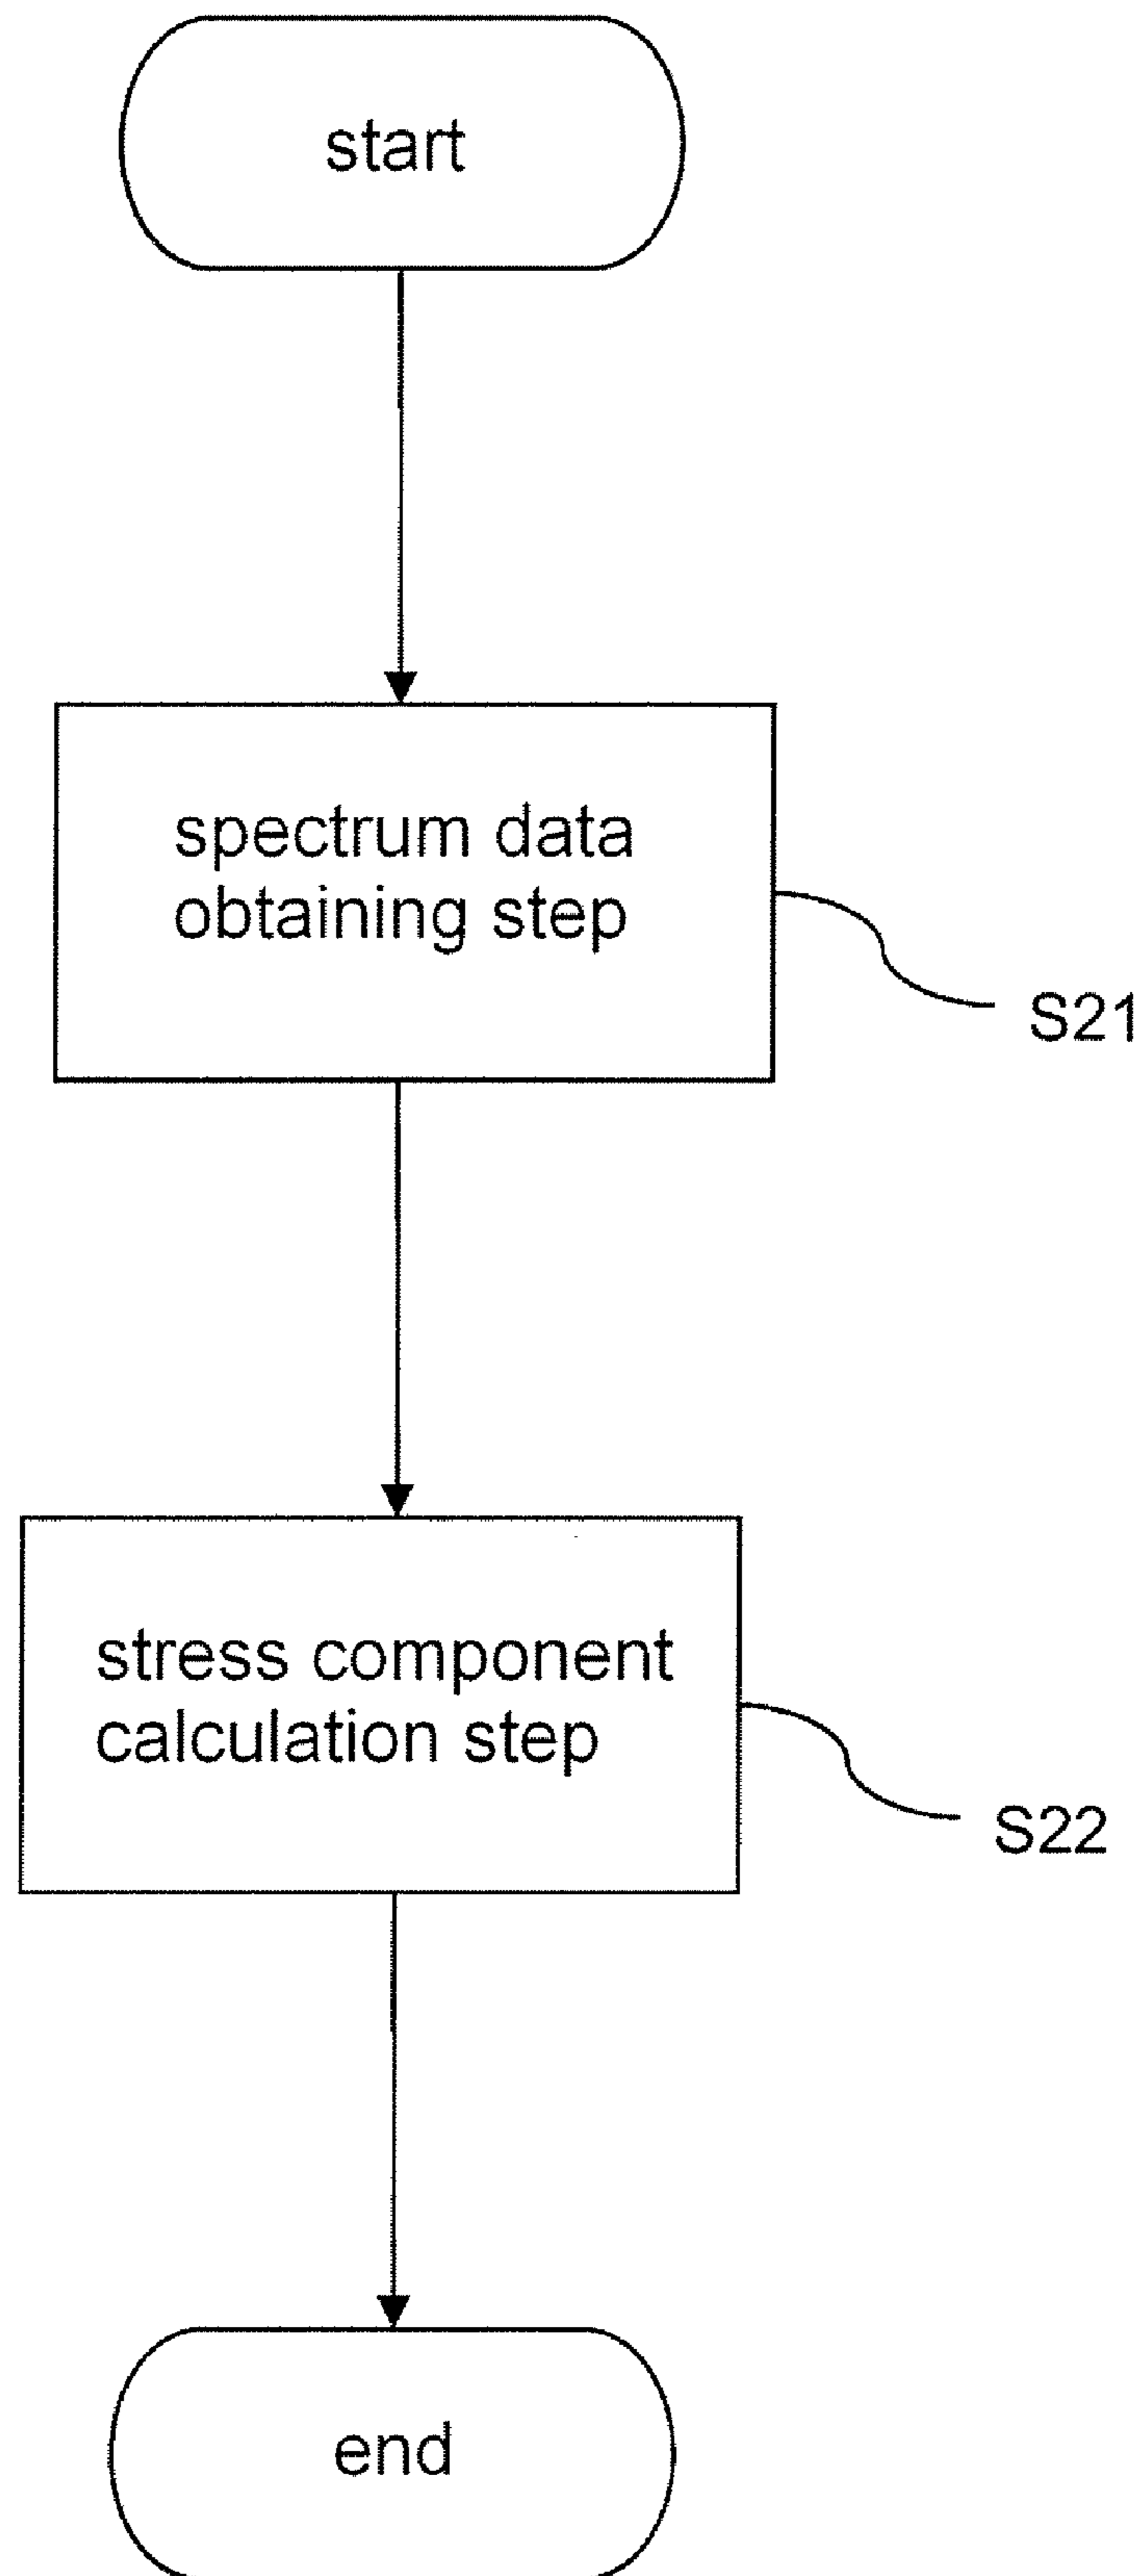 start
spectrum data
obtaining step
S21
stress component
calculation step
S22
end